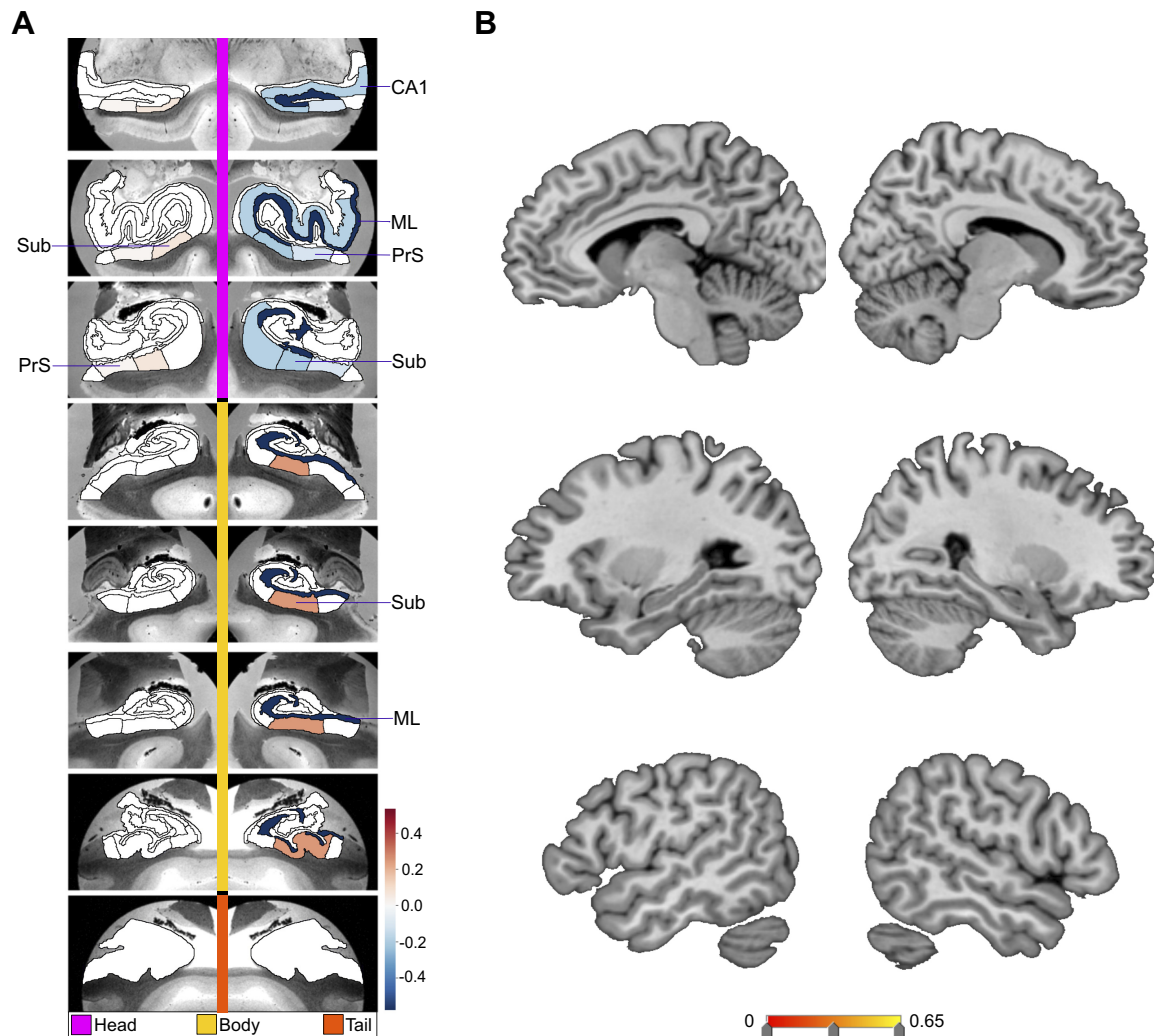 A
B
CA1
ML
Sub
PrS
PrS
Sub
Sub
ML
0.4
0.2
0.0
-0.2
-0.4
Head
Body
Tail
0
0.65